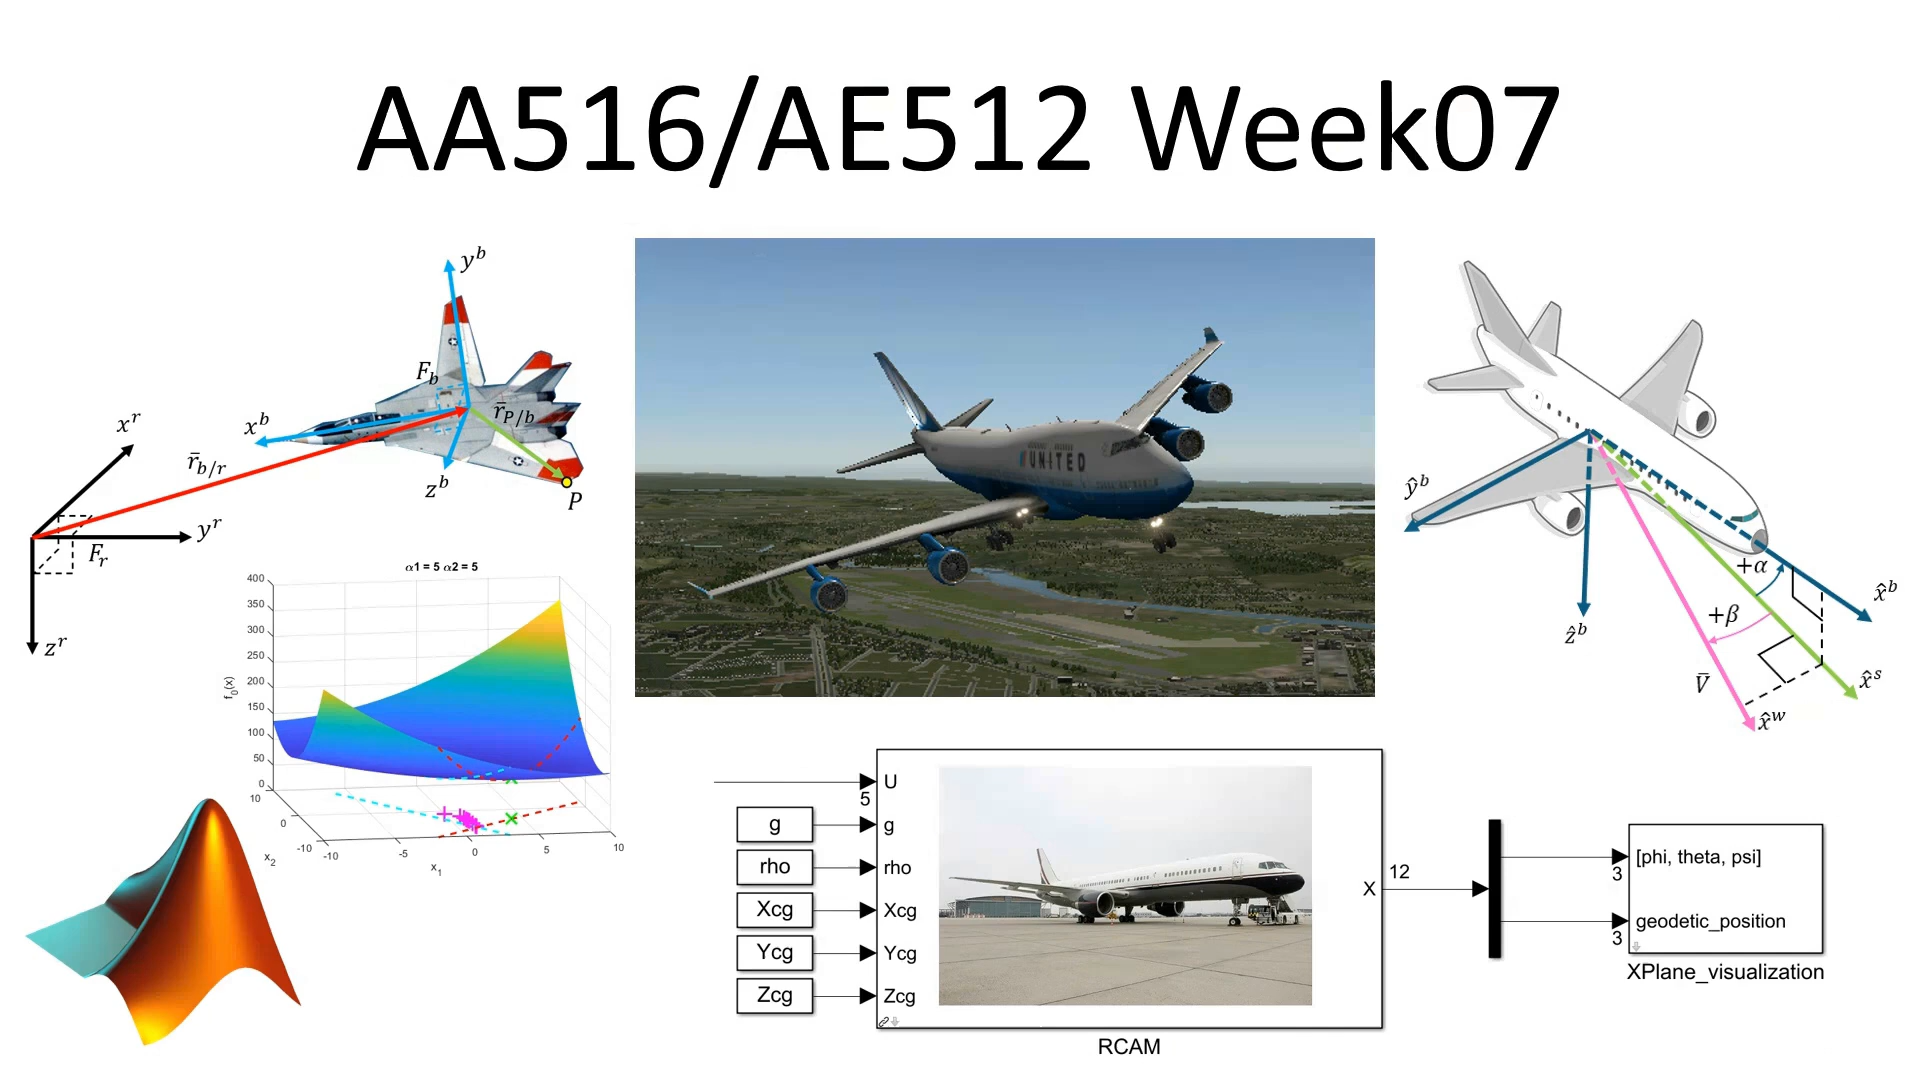 AA516/AE512 Week07
y^b
F_b
x^b
r̄_{P/b}
z^b
P
r̄_{b/r}
x^r
y^r
F_r
z^r
α1 = 5 α2 = 5
400
350
300
250
200
150
100
50
0
f_0(x)
10
0
-10
x_2
-10
-5
0
5
10
x_1
UNITED
ŷ^b
ẑ^b
+α
+β
x̂^b
x̂^s
V̄
x̂^w
U
5
g
g
rho
rho
Xcg
Xcg
Ycg
Ycg
Zcg
Zcg
X
12
RCAM
[phi, theta, psi]
3
geodetic_position
3
XPlane_visualization